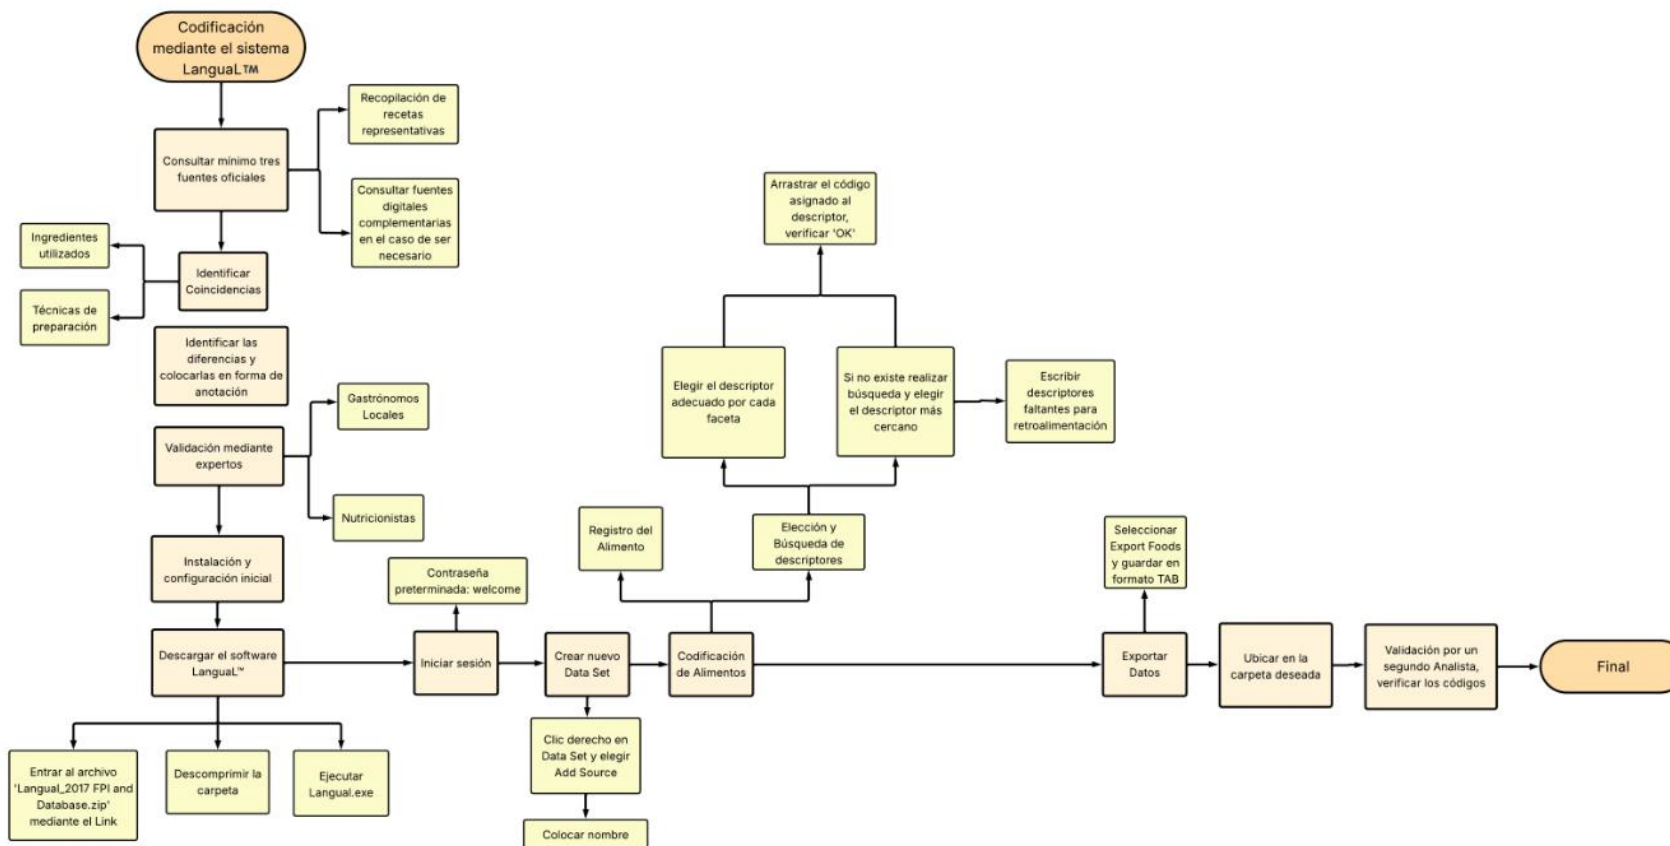 Codificación
mediante el sistema
LanguaL™
Recopilación de
recetas
representativas
Consultar mínimo tres
fuentes oficiales
Consultar fuentes
digitales
complementarias
en el caso de ser
necesario
Ingredientes
utilizados
Identificar
Coincidencias
Técnicas de
preparación
Identificar las
diferencias y
colocarlas en forma de
anotación
Gastrónomos
Locales
Validación mediante
expertos
Nutricionistas
Instalación y
configuración inicial
Descargar el software
LanguaL™
Entrar al archivo
'Langual_2017 FPI and
Database.zip'
mediante el Link
Descomprimir la
carpeta
Ejecutar
Langual.exe
Contraseña
preterminada: welcome
Iniciar sesión
Crear nuevo
Data Set
Clic derecho en
Data Set y elegir
Add Source
Colocar nombre
Codificación
de Alimentos
Registro del
Alimento
Elección y
Búsqueda de
descriptores
Elegir el descriptor
adecuado por cada
faceta
Si no existe realizar
búsqueda y elegir
el descriptor más
cercano
Arrastrar el código
asignado al
descriptor,
verificar 'OK'
Escribir
descriptores
faltantes para
retroalimentación
Seleccionar
Export Foods
y guardar en
formato TAB
Exportar
Datos
Ubicar en la
carpeta deseada
Validación por un
segundo Analista,
verificar los códigos
Final